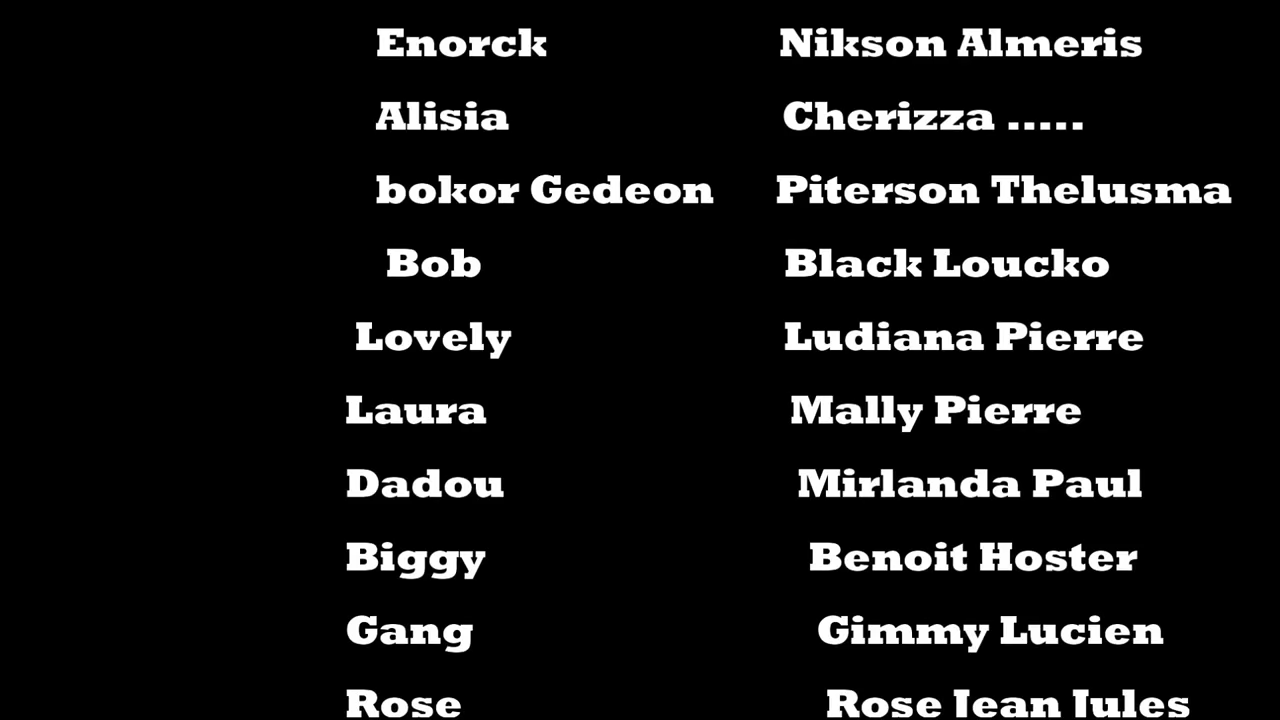 Enorck Nikson Almeris
Alisia Cherizza .....
bokor Gedeon Piterson Thelusma
Bob Black Loucko
Lovely Ludiana Pierre
Laura Mally Pierre
Dadou Mirlanda Paul
Biggy Benoit Hoster
Gang Gimmy Lucien
Rose Rose Jean Jules